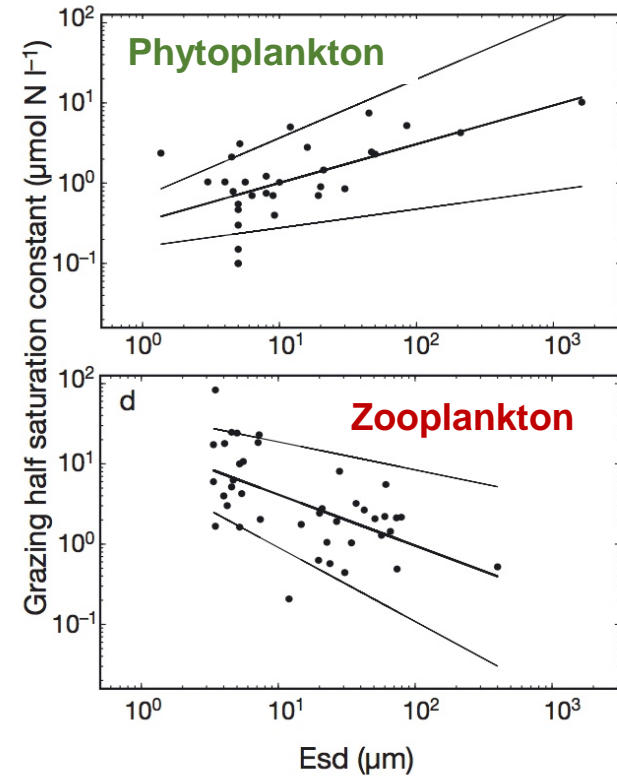 Grazing half saturation constant (µmol N l–1)
Phytoplankton
10²
10¹
10⁰
10⁻¹
10⁰ 10¹ 10² 10³
d
Zooplankton
10²
10¹
10⁰
10⁻¹
10⁰ 10¹ 10² 10³
Esd (µm)